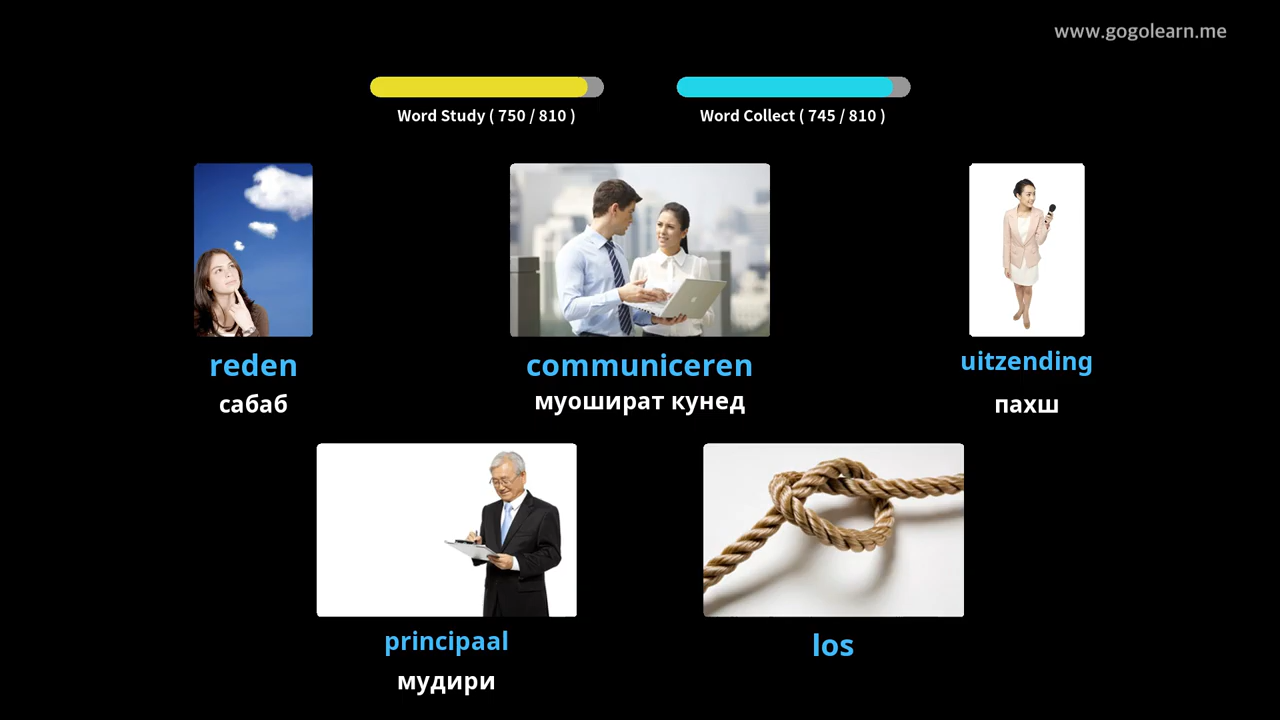 www.gogolearn.me
Word Study ( 750 / 810 )
Word Collect ( 745 / 810 )
reden
сабаб
communiceren
муошират кунед
uitzending
пахш
principaal
мудири
los